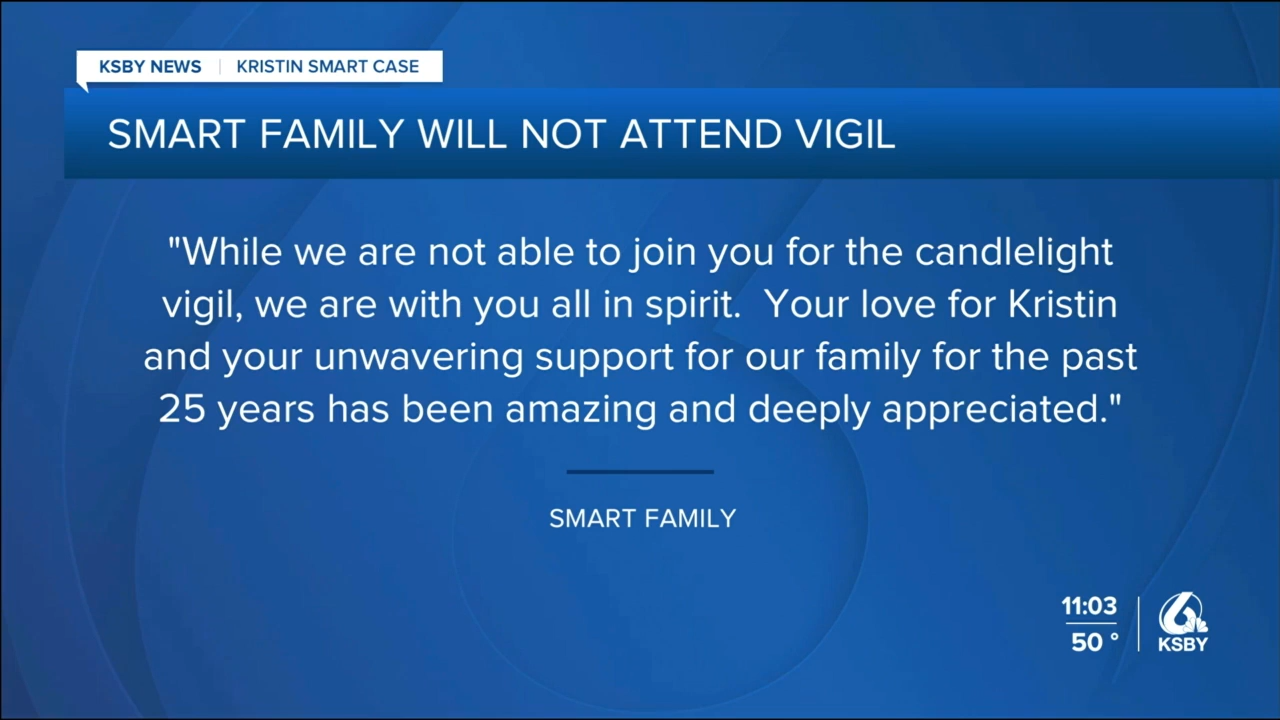 KSBY NEWS | KRISTIN SMART CASE
SMART FAMILY WILL NOT ATTEND VIGIL
"While we are not able to join you for the candlelight
vigil, we are with you all in spirit.  Your love for Kristin
and your unwavering support for our family for the past
25 years has been amazing and deeply appreciated."
SMART FAMILY
11:03
50 °
6
KSBY